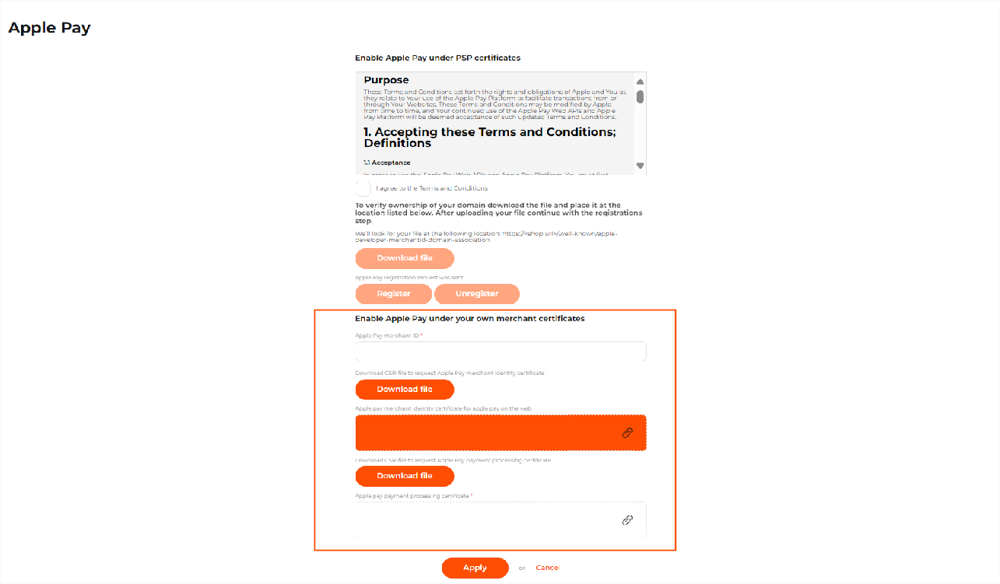 Apple Pay
Enable Apple Pay under PSP certificates
Purpose
These Terms and Conditions set forth the rights and obligations of Apple and You as
they relate to Your use of the Apple Pay Platform to facilitate transactions from or
through Your Websites. These Terms and Conditions may be modified by Apple
from time to time, and Your continued use of the Apple Pay Web APIs and Apple
Pay Platform will be deemed acceptance of such updated Terms and Conditions.
1. Accepting these Terms and Conditions;
Definitions
1.1 Acceptance
In order to use the Apple Pay Web APIs and Apple Pay Platform, You must first
I agree to the Terms and Conditions
To verify ownership of your domain download the file and place it at the
location listed below. After uploading your file continue with the registrations
step.
We'll look for your file at the following location: https://<shop url>/.well-known/apple-
developer-merchantid-domain-association
Download file
Apple Pay registration request was sent
Register Unregister
Enable Apple Pay under your own merchant certificates
Apple Pay merchant ID *
Download CSR-file to request Apple Pay merchant identity certificate
Download file
Apple pay merchant identity certificate for apple pay on the web
Download CSR-file to request Apple Pay payment processing certificate
Download file
Apple pay payment processing certificate *
Apply or Cancel